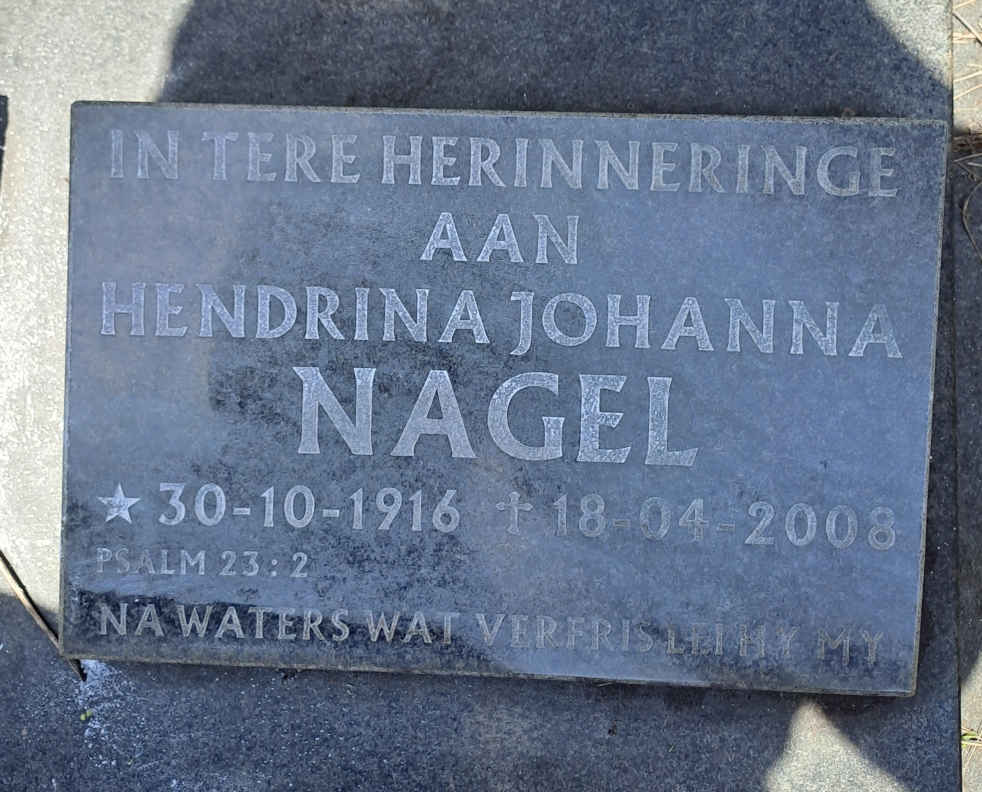 IN TERE HERINNERINGE
AAN
HENDRINA JOHANNA
NAGEL
★ 30-10-1916 ✝ 18-04-2008
PSALM 23:2
NA WATERS WAT VERFRIS LEI HY MY